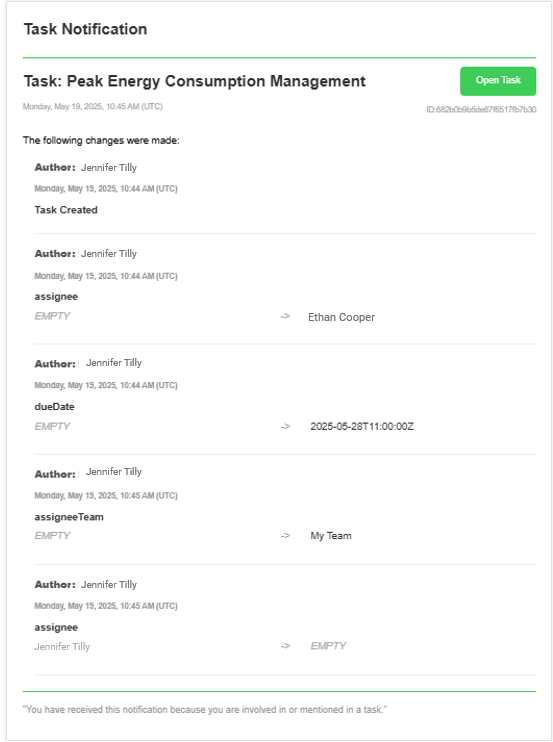 Task Notification
Task: Peak Energy Consumption Management
Open Task
Monday, May 19, 2025, 10:45 AM (UTC)
ID:682b0b9b5de67f6517fb7b30
The following changes were made:
Author: Jennifer Tilly
Monday, May 19, 2025, 10:44 AM (UTC)
Task Created
Author: Jennifer Tilly
Monday, May 19, 2025, 10:44 AM (UTC)
assignee
EMPTY -> Ethan Cooper
Author: Jennifer Tilly
Monday, May 19, 2025, 10:44 AM (UTC)
dueDate
EMPTY -> 2025-05-28T11:00:00Z
Author: Jennifer Tilly
Monday, May 19, 2025, 10:45 AM (UTC)
assigneeTeam
EMPTY -> My Team
Author: Jennifer Tilly
Monday, May 19, 2025, 10:45 AM (UTC)
assignee
Jennifer Tilly -> EMPTY
"You have received this notification because you are involved in or mentioned in a task."